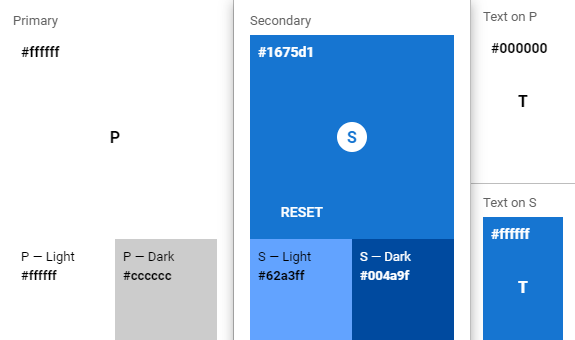 Primary
#ffffff
P
P — Light
#ffffff
P — Dark
#cccccc
Secondary
#1675d1
S
RESET
S — Light
#62a3ff
S — Dark
#004a9f
Text on P
#000000
T
Text on S
#ffffff
T